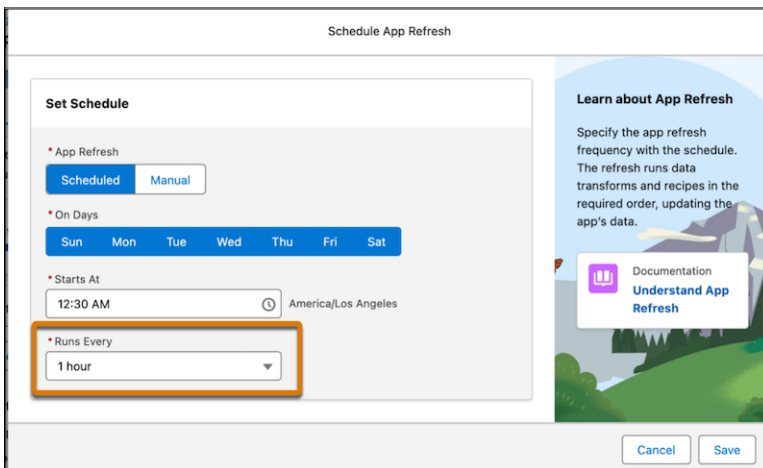 Schedule App Refresh
Set Schedule
* App Refresh
Scheduled Manual
* On Days
Sun Mon Tue Wed Thu Fri Sat
* Starts At
12:30 AM America/Los Angeles
* Runs Every
1 hour
Learn about App Refresh
Specify the app refresh
frequency with the schedule.
The refresh runs data
transforms and recipes in the
required order, updating the
app's data.
Documentation
Understand App
Refresh
Cancel Save